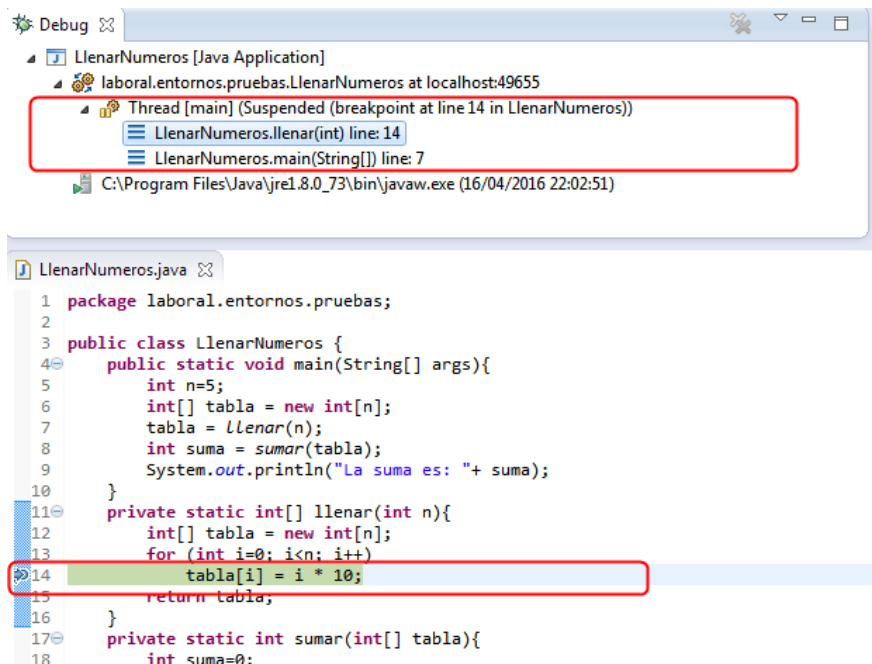 Debug
LlenarNumeros [Java Application]
laboral.entornos.pruebas.LlenarNumeros at localhost:49655
Thread [main] (Suspended (breakpoint at line 14 in LlenarNumeros))
LlenarNumeros.llenar(int) line: 14
LlenarNumeros.main(String[]) line: 7
C:\Program Files\Java\jre1.8.0_73\bin\javaw.exe (16/04/2016 22:02:51)
LlenarNumeros.java
1 package laboral.entornos.pruebas;
2
3 public class LlenarNumeros {
4 public static void main(String[] args){
5 int n=5;
6 int[] tabla = new int[n];
7 tabla = llenar(n);
8 int suma = sumar(tabla);
9 System.out.println("La suma es: "+ suma);
10 }
11 private static int[] llenar(int n){
12 int[] tabla = new int[n];
13 for (int i=0; i<n; i++)
14 tabla[i] = i * 10;
15 return tabla;
16 }
17 private static int sumar(int[] tabla){
18 int suma=0;